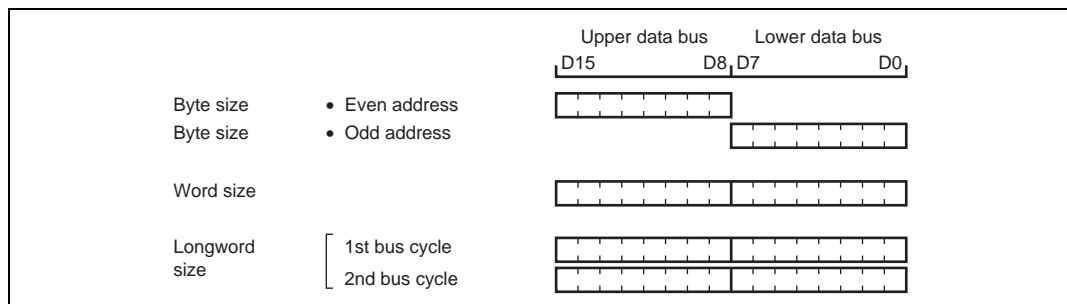 Upper data bus Lower data bus
D15 D8 D7 D0
Byte size • Even address
Byte size • Odd address
Word size
Longword size 1st bus cycle
2nd bus cycle